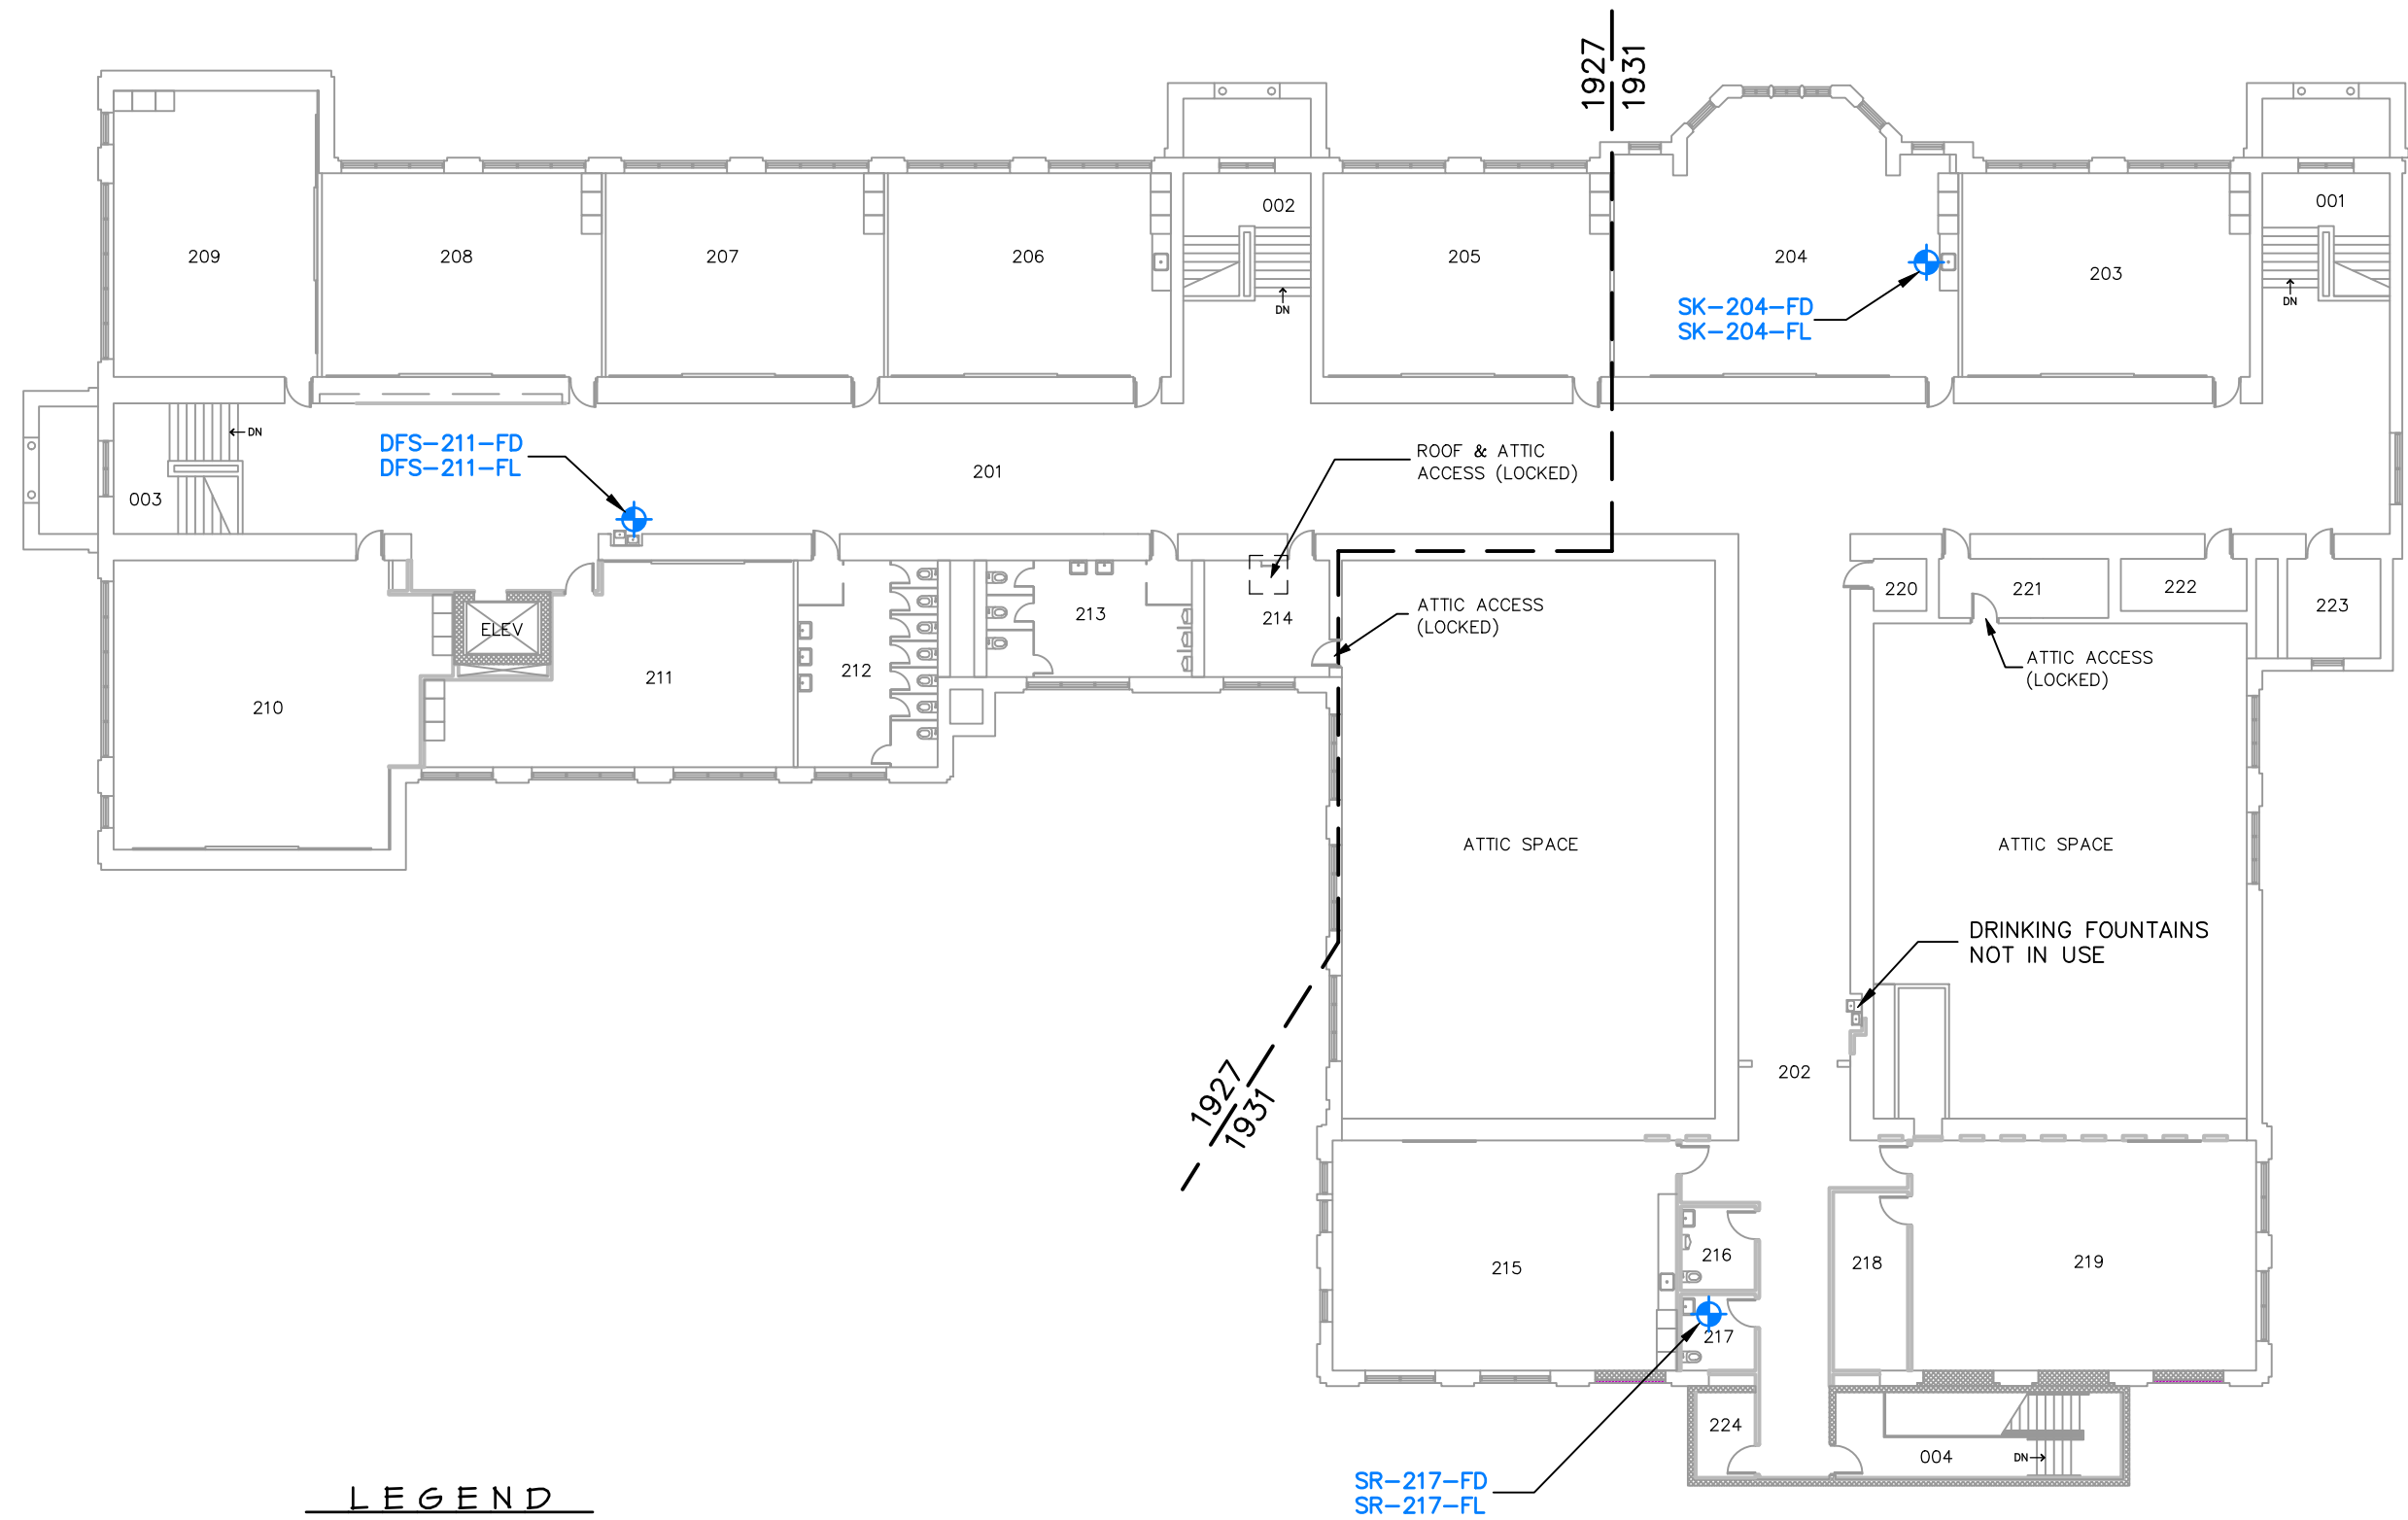 1927
1931
002
001
209
208
207
206
205
204
203
SK-204-FD
SK-204-FL
DN
DN
DN
DFS-211-FD
DFS-211-FL
ROOF & ATTIC
ACCESS (LOCKED)
201
003
220
221
222
223
ATTIC ACCESS
(LOCKED)
213
214
ELEV
211
212
210
ATTIC ACCESS
(LOCKED)
ATTIC SPACE
ATTIC SPACE
DRINKING FOUNTAINS
NOT IN USE
202
1927
1931
215
216
217
218
219
224
004
DN
SR-217-FD
SR-217-FL
LEGEND